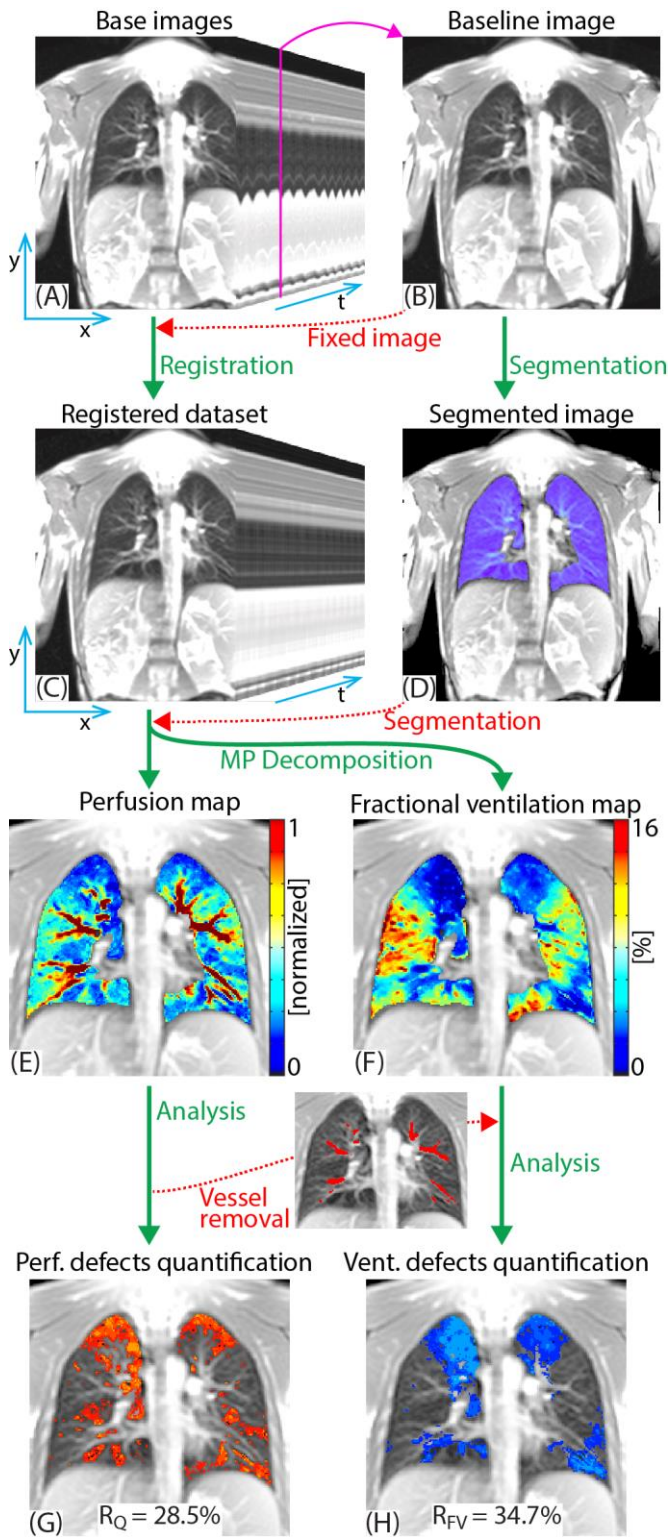 Base images
Baseline image
y
(A)
x
t
(B)
Fixed image
Registration
Segmentation
Registered dataset
Segmented image
y
(C)
x
t
(D)
Segmentation
MP Decomposition
Perfusion map
Fractional ventilation map
1
[normalized]
0
16
[%]
0
(E)
(F)
Analysis
Vessel
removal
Analysis
Perf. defects quantification
Vent. defects quantification
(G)
R_Q = 28.5%
(H)
R_FV = 34.7%